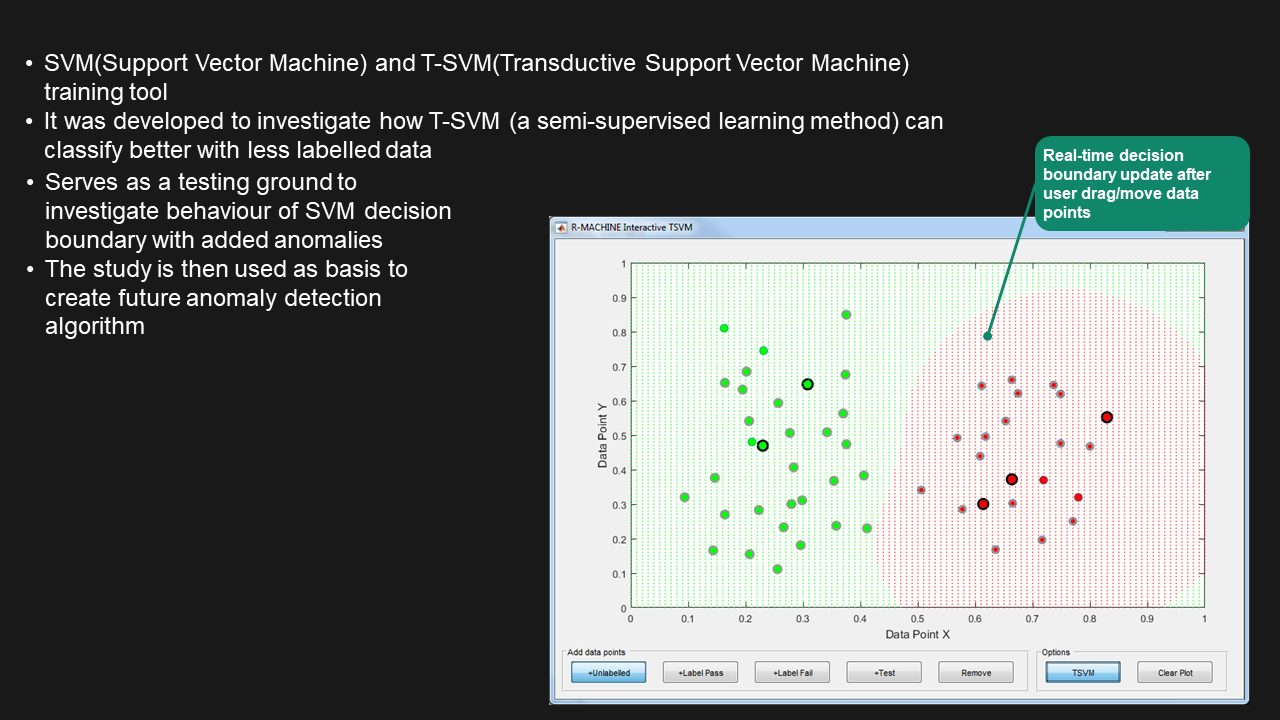 • SVM(Support Vector Machine) and T-SVM(Transductive Support Vector Machine)
training tool
• It was developed to investigate how T-SVM (a semi-supervised learning method) can
classify better with less labelled data
• Serves as a testing ground to
investigate behaviour of SVM decision
boundary with added anomalies
• The study is then used as basis to
create future anomaly detection
algorithm
Real-time decision
boundary update after
user drag/move data
points
R-MACHINE Interactive TSVM
1
0.9
0.8
0.7
0.6
0.5
0.4
0.3
0.2
0.1
0
Data Point Y
0 0.1 0.2 0.3 0.4 0.5 0.6 0.7 0.8 0.9 1
Data Point X
Add data points
+Unlabelled +Label Pass +Label Fail +Test Remove
Options
TSVM Clear Plot